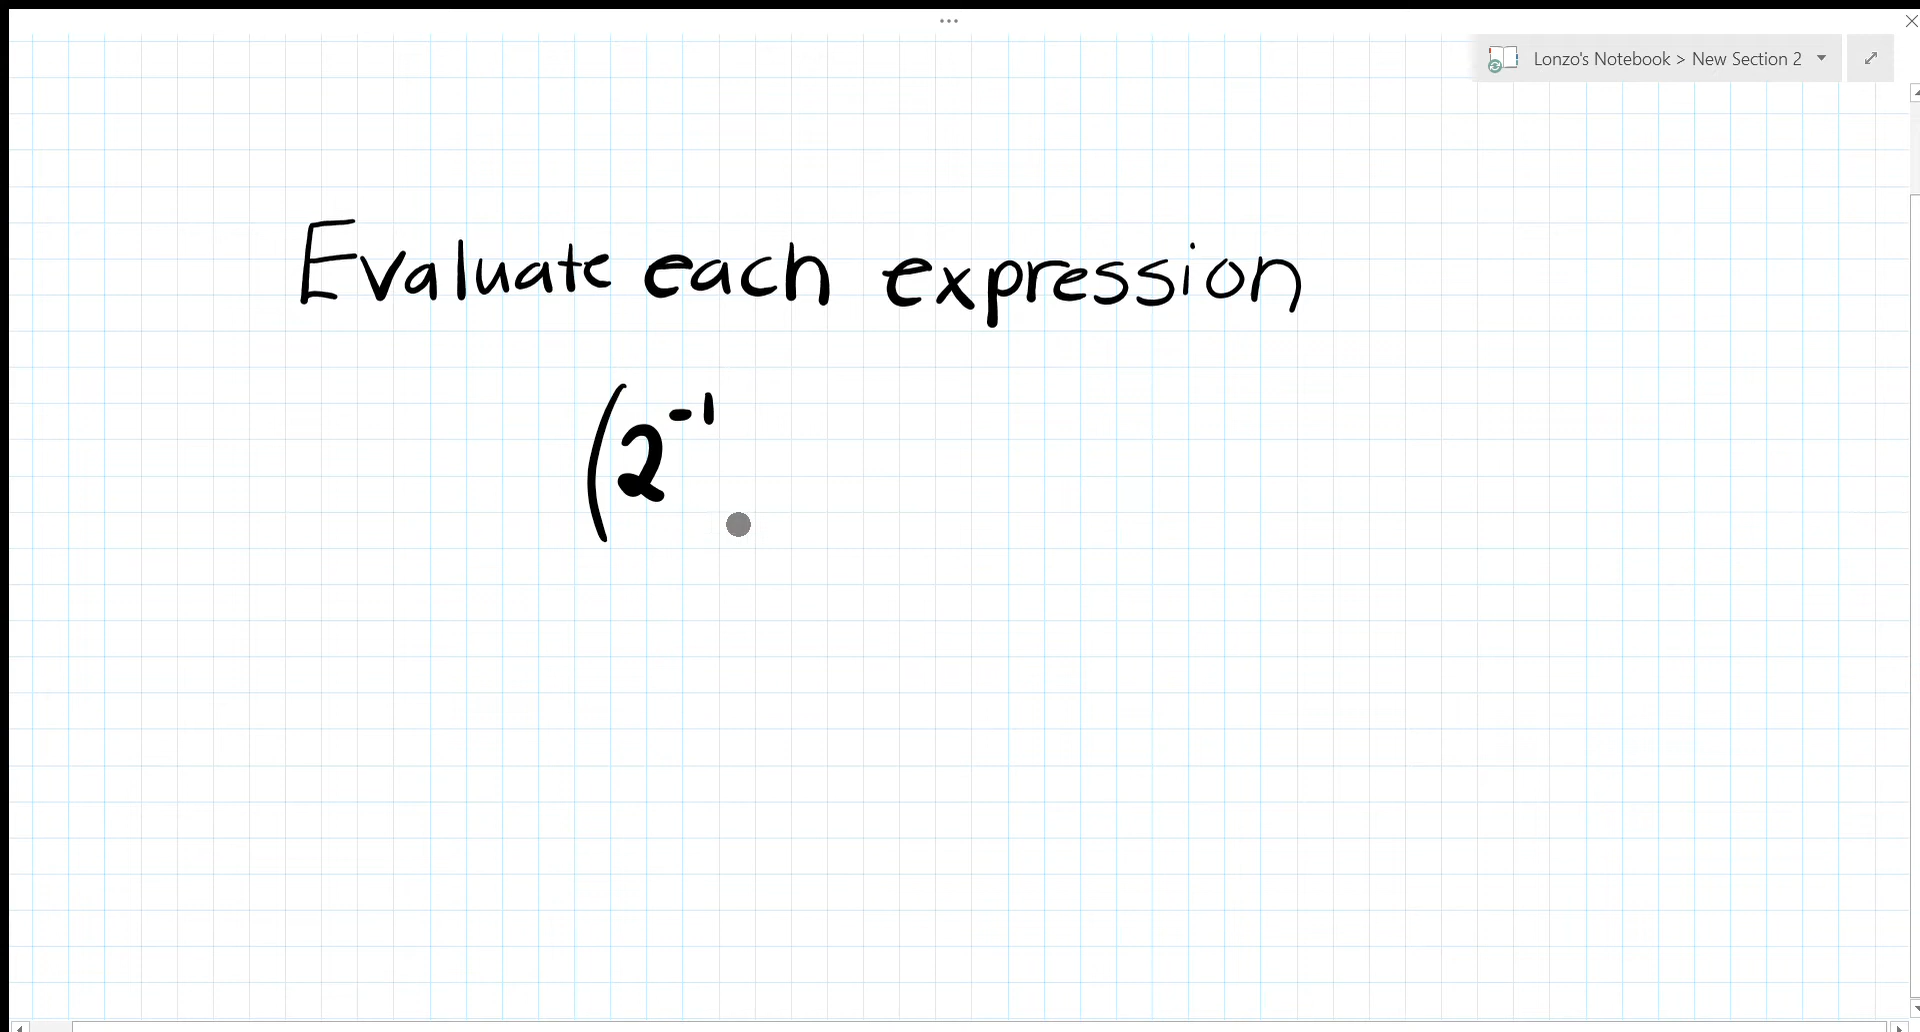 Lonzo's Notebook > New Section 2
Evaluate each expression
(2⁻¹